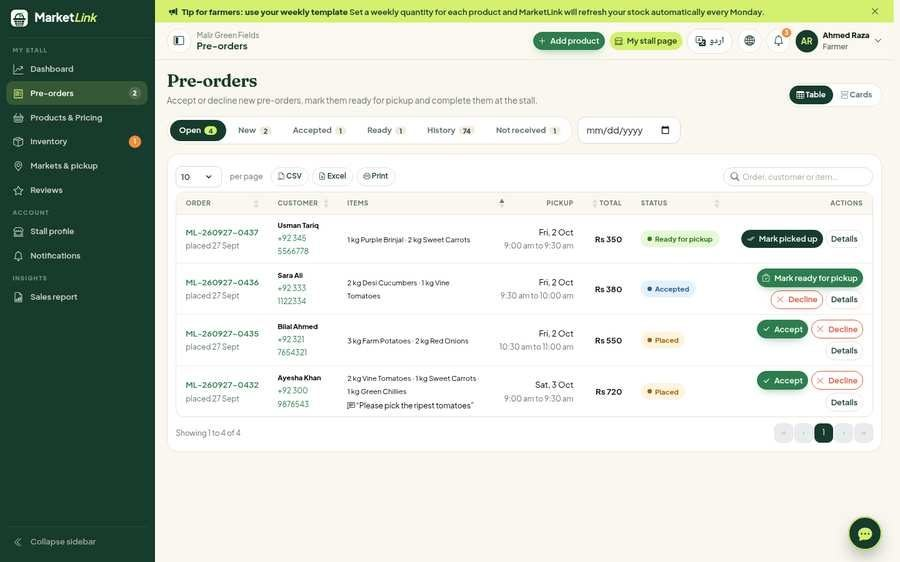 MarketLink
Tip for farmers: use your weekly template Set a weekly quantity for each product and MarketLink will refresh your stock automatically every Monday.
MY STALL
Dashboard
Pre-orders 2
Products & Pricing
Inventory 1
Markets & pickup
Reviews
ACCOUNT
Stall profile
Notifications
INSIGHTS
Sales report
Collapse sidebar
Malir Green Fields
Pre-orders
Add product
My stall page
اردو
3
AR
Ahmed Raza
Farmer
Pre-orders
Accept or decline new pre-orders, mark them ready for pickup and complete them at the stall.
Table
Cards
Open 4
New 2
Accepted 1
Ready 1
History 74
Not received 1
mm/dd/yyyy
10
per page
CSV
Excel
Print
Order, customer or item...
ORDER CUSTOMER ITEMS PICKUP TOTAL STATUS ACTIONS
ML-260927-0437
placed 27 Sept
Usman Tariq
+92 345
5566778
1 kg Purple Brinjal · 2 kg Sweet Carrots
Fri, 2 Oct
9:00 am to 9:30 am
Rs 350
Ready for pickup
Mark picked up
Details
ML-260927-0436
placed 27 Sept
Sara Ali
+92 333
1122334
2 kg Desi Cucumbers · 1 kg Vine
Tomatoes
Fri, 2 Oct
9:30 am to 10:00 am
Rs 380
Accepted
Mark ready for pickup
Decline
Details
ML-260927-0435
placed 27 Sept
Bilal Ahmed
+92 321
7654321
3 kg Farm Potatoes · 2 kg Red Onions
Fri, 2 Oct
10:30 am to 11:00 am
Rs 550
Placed
Accept
Decline
Details
ML-260927-0432
placed 27 Sept
Ayesha Khan
+92 300
9876543
2 kg Vine Tomatoes · 1 kg Sweet Carrots ·
1 kg Green Chillies
"Please pick the ripest tomatoes"
Sat, 3 Oct
9:00 am to 9:30 am
Rs 720
Placed
Accept
Decline
Details
Showing 1 to 4 of 4
« ‹ 1 › »